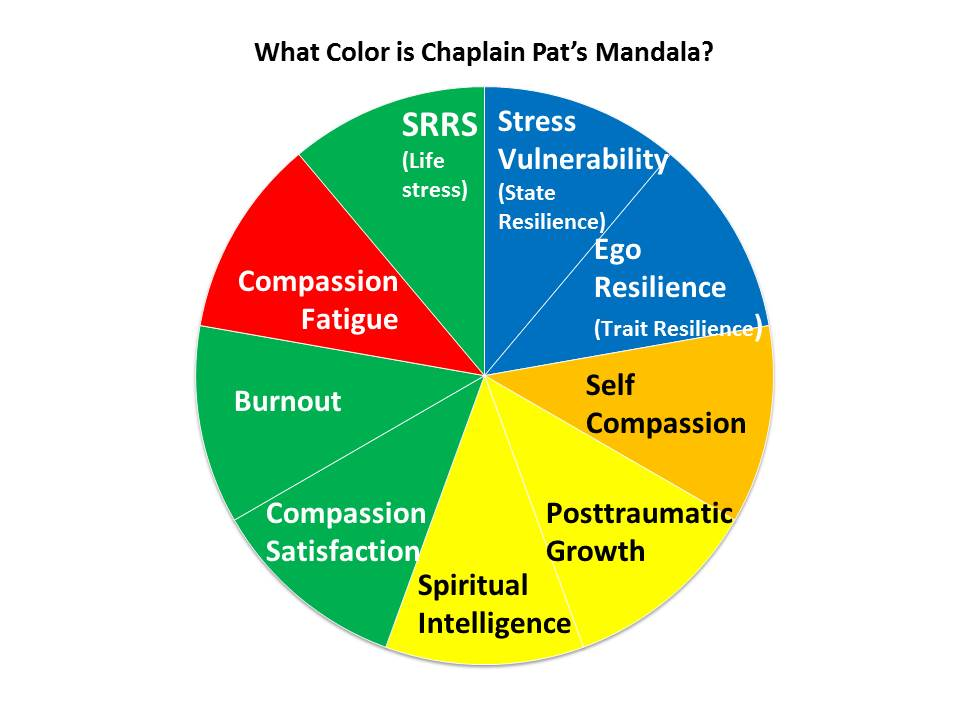 What Color is Chaplain Pat’s Mandala?
SRRS
(Life
stress)
Stress
Vulnerability
(State
Resilience)
Ego
Resilience
(Trait Resilience)
Self
Compassion
Posttraumatic
Growth
Spiritual
Intelligence
Compassion
Satisfaction
Burnout
Compassion
Fatigue